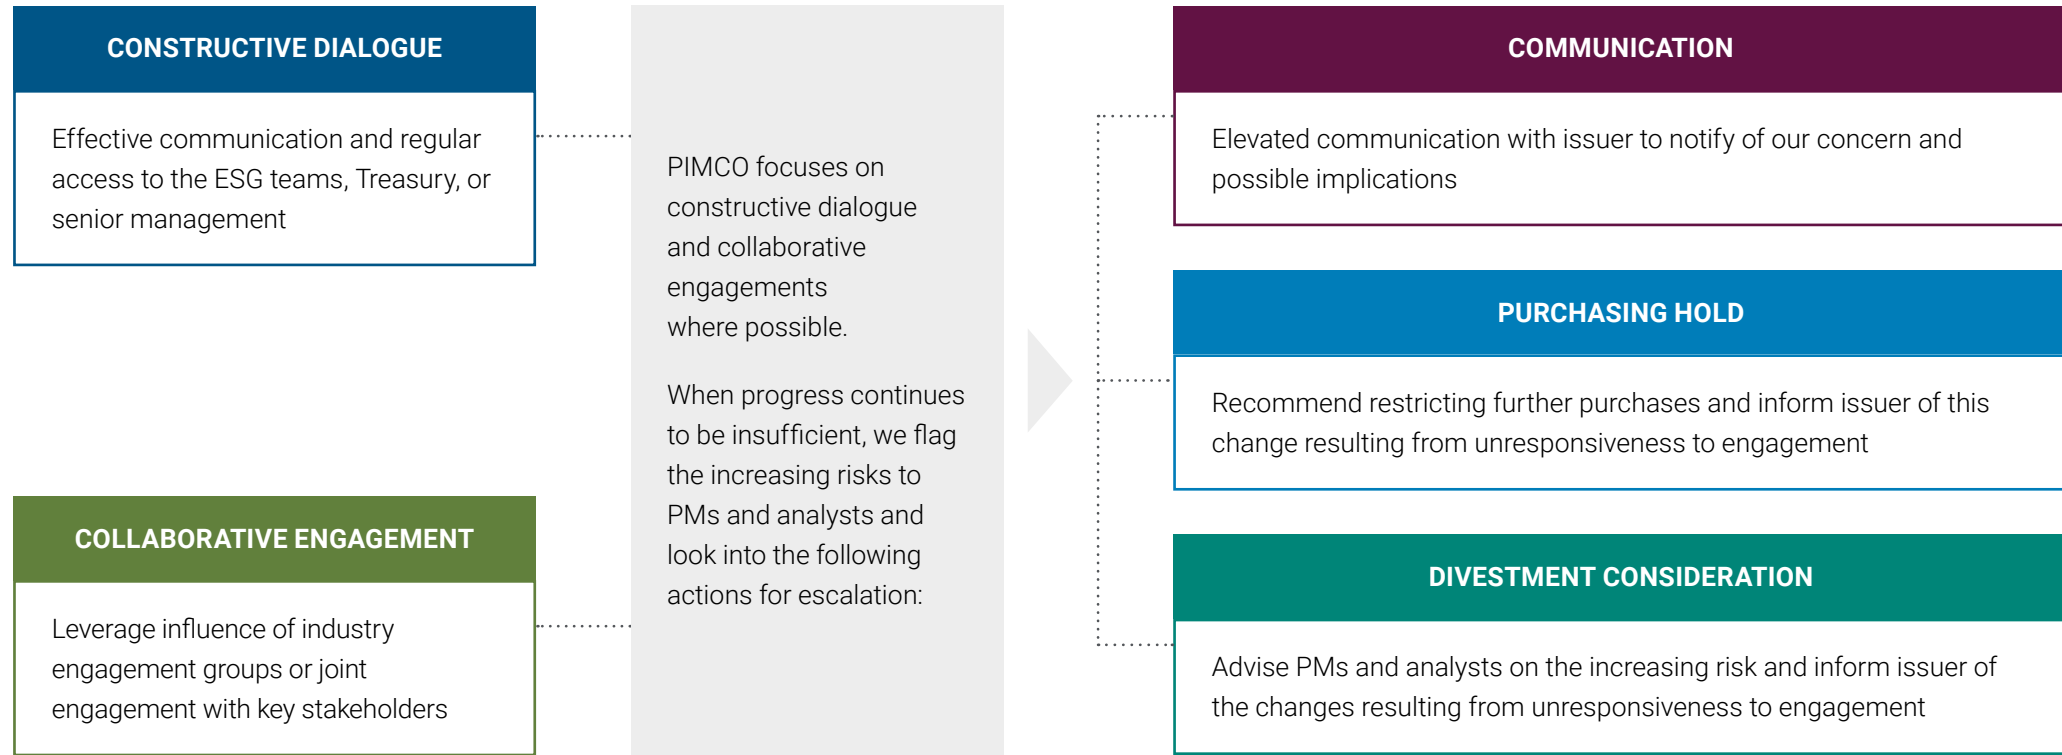 CONSTRUCTIVE DIALOGUE
Effective communication and regular
access to the ESG teams, Treasury, or
senior management
COLLABORATIVE ENGAGEMENT
Leverage influence of industry
engagement groups or joint
engagement with key stakeholders
PIMCO focuses on
constructive dialogue
and collaborative
engagements
where possible.
When progress continues
to be insufficient, we flag
the increasing risks to
PMs and analysts and
look into the following
actions for escalation:
COMMUNICATION
Elevated communication with issuer to notify of our concern and
possible implications
PURCHASING HOLD
Recommend restricting further purchases and inform issuer of this
change resulting from unresponsiveness to engagement
DIVESTMENT CONSIDERATION
Advise PMs and analysts on the increasing risk and inform issuer of
the changes resulting from unresponsiveness to engagement